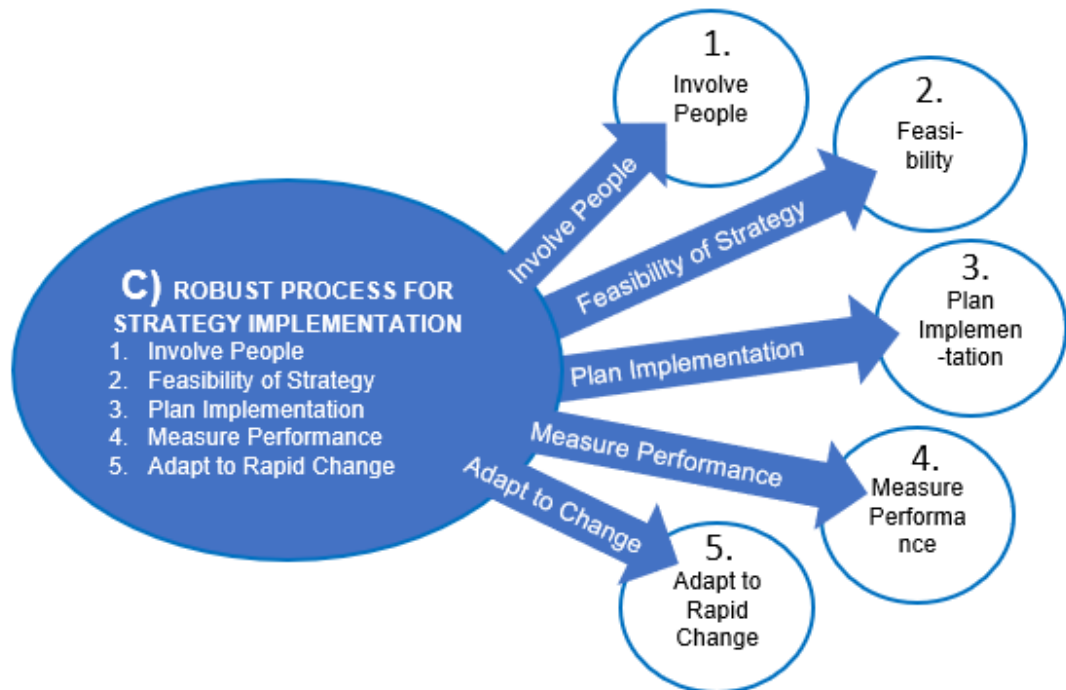 C) ROBUST PROCESS FOR
STRATEGY IMPLEMENTATION
1. Involve People
2. Feasibility of Strategy
3. Plan Implementation
4. Measure Performance
5. Adapt to Rapid Change
Involve People
Feasibility of Strategy
Plan Implementation
Measure Performance
Adapt to Change
1.
Involve
People
2.
Feasi-
bility
3.
Plan
Implemen
-tation
4.
Measure
Performa
nce
5.
Adapt to
Rapid
Change